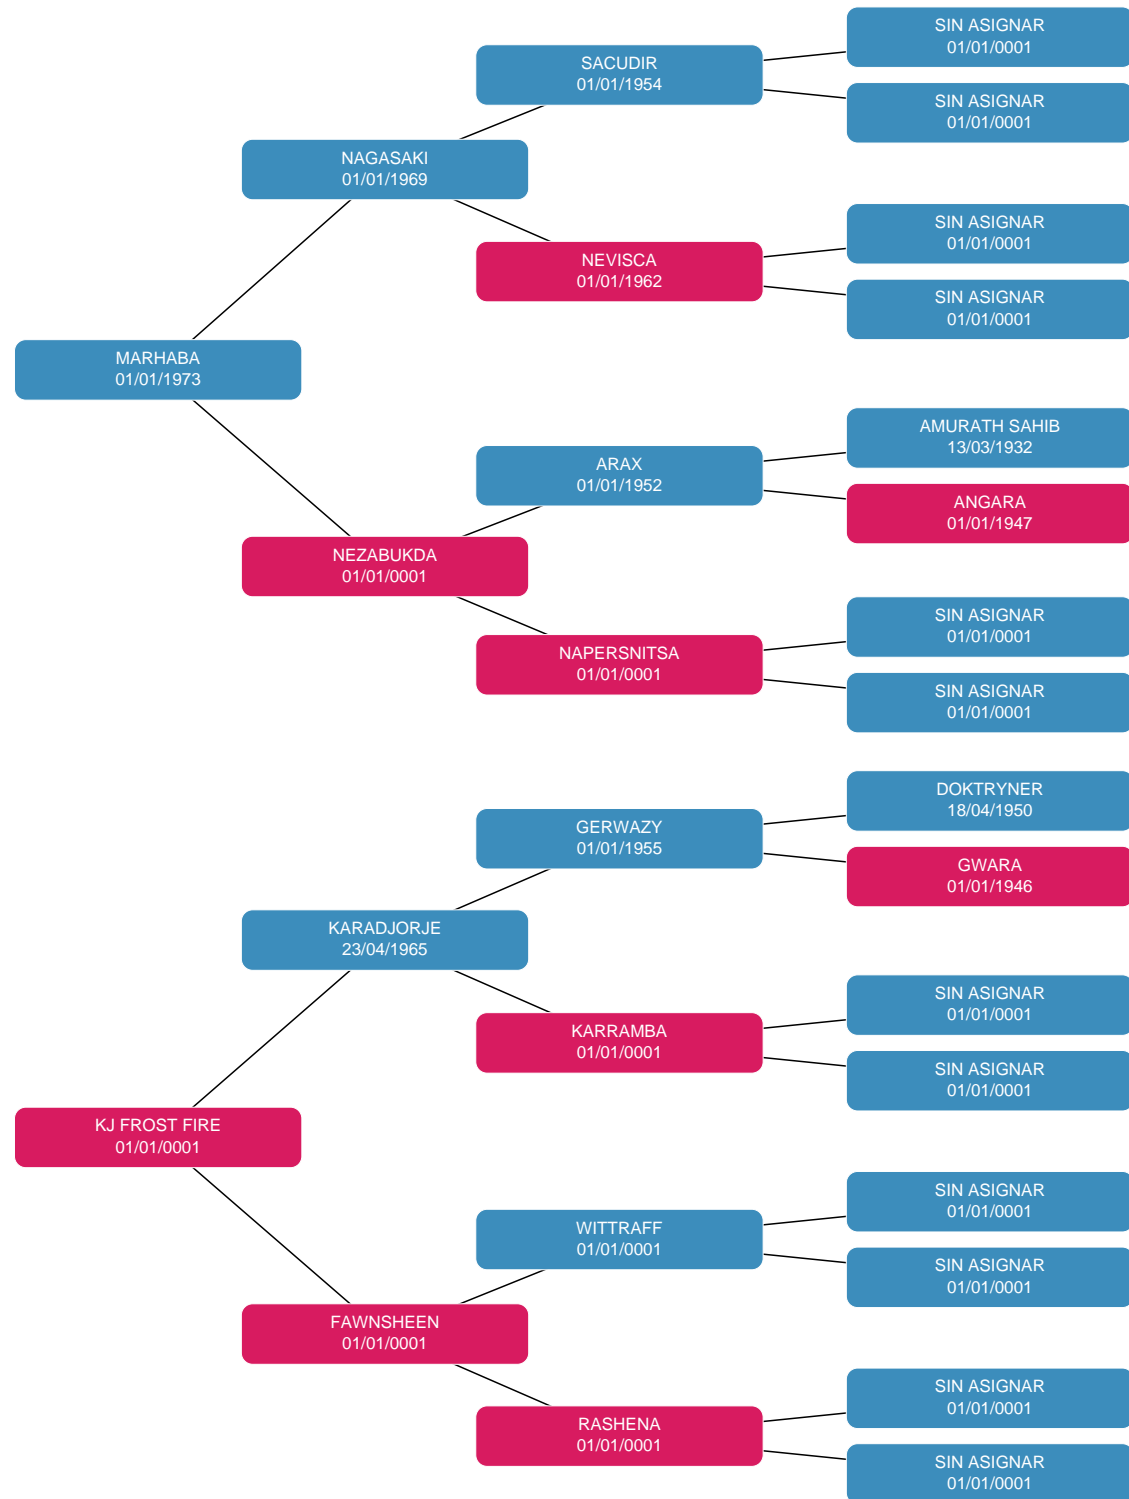 SIN ASIGNAR
01/01/0001
SACUDIR
01/01/1954
SIN ASIGNAR
01/01/0001
NAGASAKI
01/01/1969
SIN ASIGNAR
01/01/0001
NEVISCA
01/01/1962
SIN ASIGNAR
01/01/0001
MARHABA
01/01/1973
AMURATH SAHIB
13/03/1932
ARAX
01/01/1952
ANGARA
01/01/1947
NEZABUKDA
01/01/0001
SIN ASIGNAR
01/01/0001
NAPERSNITSA
01/01/0001
SIN ASIGNAR
01/01/0001
DOKTRYNER
18/04/1950
GERWAZY
01/01/1955
GWARA
01/01/1946
KARADJORJE
23/04/1965
SIN ASIGNAR
01/01/0001
KARRAMBA
01/01/0001
SIN ASIGNAR
01/01/0001
KJ FROST FIRE
01/01/0001
SIN ASIGNAR
01/01/0001
WITTRAFF
01/01/0001
SIN ASIGNAR
01/01/0001
FAWNSHEEN
01/01/0001
SIN ASIGNAR
01/01/0001
RASHENA
01/01/0001
SIN ASIGNAR
01/01/0001